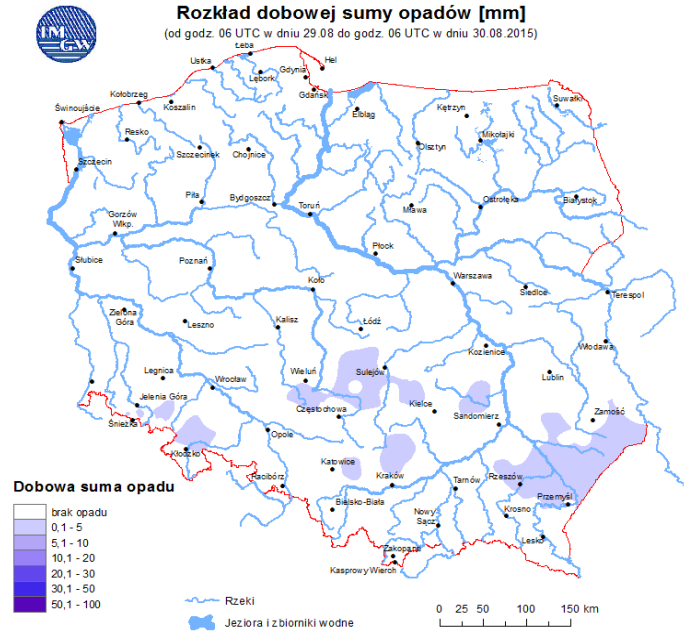 IM
GW
Rozkład dobowej sumy opadów [mm]
(od godz. 06 UTC w dniu 29.08 do godz. 06 UTC w dniu 30.08.2015)
Łeba
Hel
Ustka
Gdynia
Lębork
Gdańsk
Kołobrzeg
Koszalin
Świnoujście
Elbląg
Kętrzyn
Suwałki
Resko
Szczecinek
Chojnice
Olsztyn
Mikołajki
Szczecin
Piła
Bydgoszcz
Toruń
Mława
Ostrołęka
Białystok
Gorzów
Wlkp.
Płock
Słubice
Poznań
Koło
Warszawa
Siedlce
Terespol
Zielona
Góra
Leszno
Kalisz
Łódź
Kozienice
Włodawa
Legnica
Wrocław
Wieluń
Sulejów
Lublin
Jelenia Góra
Częstochowa
Kielce
Sandomierz
Zamość
Śnieżka
Opole
Kłodzko
Katowice
Racibórz
Kraków
Tarnów
Rzeszów
Przemyśl
Bielsko-Biała
Nowy
Sącz
Krosno
Lesko
Zakopane
Kasprowy Wierch
Dobowa suma opadu
brak opadu
0,1 - 5
5,1 - 10
10,1 - 20
20,1 - 30
30,1 - 50
50,1 - 100
Rzeki
Jeziora i zbiorniki wodne
0 25 50 100 150 km